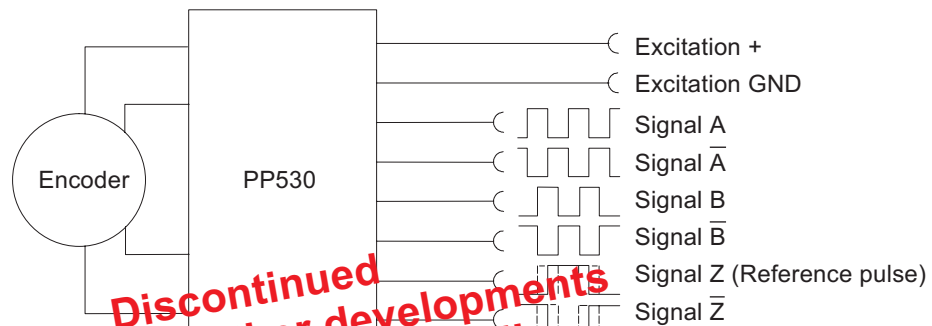 Excitation +
Excitation GND
Signal A
Signal A̅
Encoder
PP530
Signal B
Signal B̅
Signal Z (Reference pulse)
Signal Z̅
Discontinued
developments